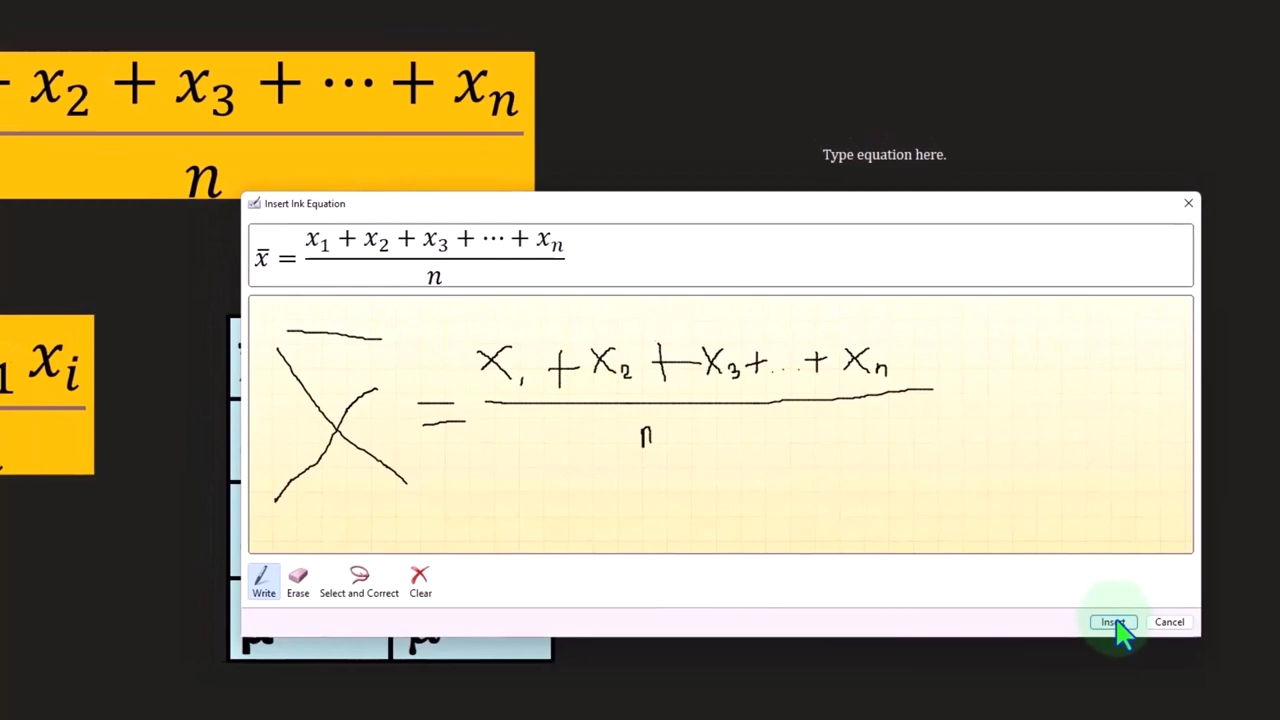 x₂ + x₃ + ⋯ + xₙ
n
Type equation here.
Insert Ink Equation
x̄ = (x₁ + x₂ + x₃ + ⋯ + xₙ) / n
X̄ = (X₁ + X₂ + X₃ + ... + Xₙ) / n
1 xᵢ
Write Erase Select and Correct Clear
Insert Cancel